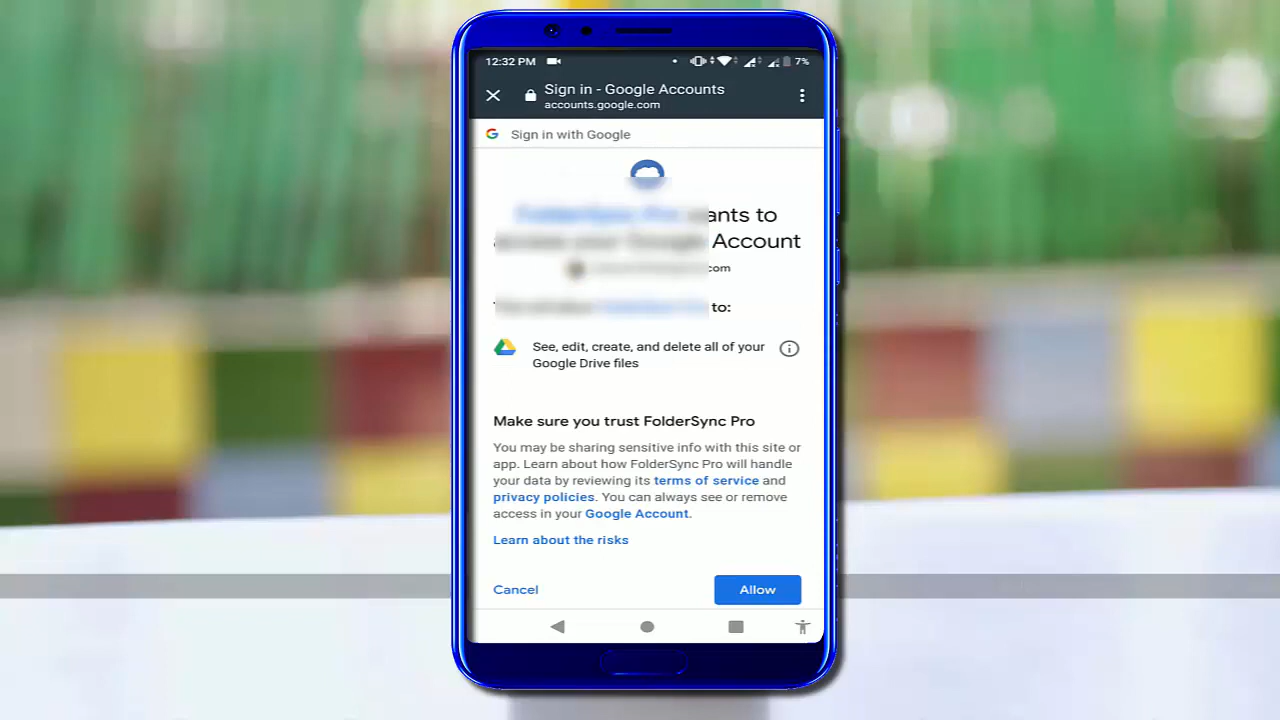 12:32 PM 7%
Sign in - Google Accounts
accounts.google.com
Sign in with Google
wants to
Account
com
to:
See, edit, create, and delete all of your
Google Drive files
Make sure you trust FolderSync Pro
You may be sharing sensitive info with this site or
app. Learn about how FolderSync Pro will handle
your data by reviewing its terms of service and
privacy policies. You can always see or remove
access in your Google Account.
Learn about the risks
Cancel Allow